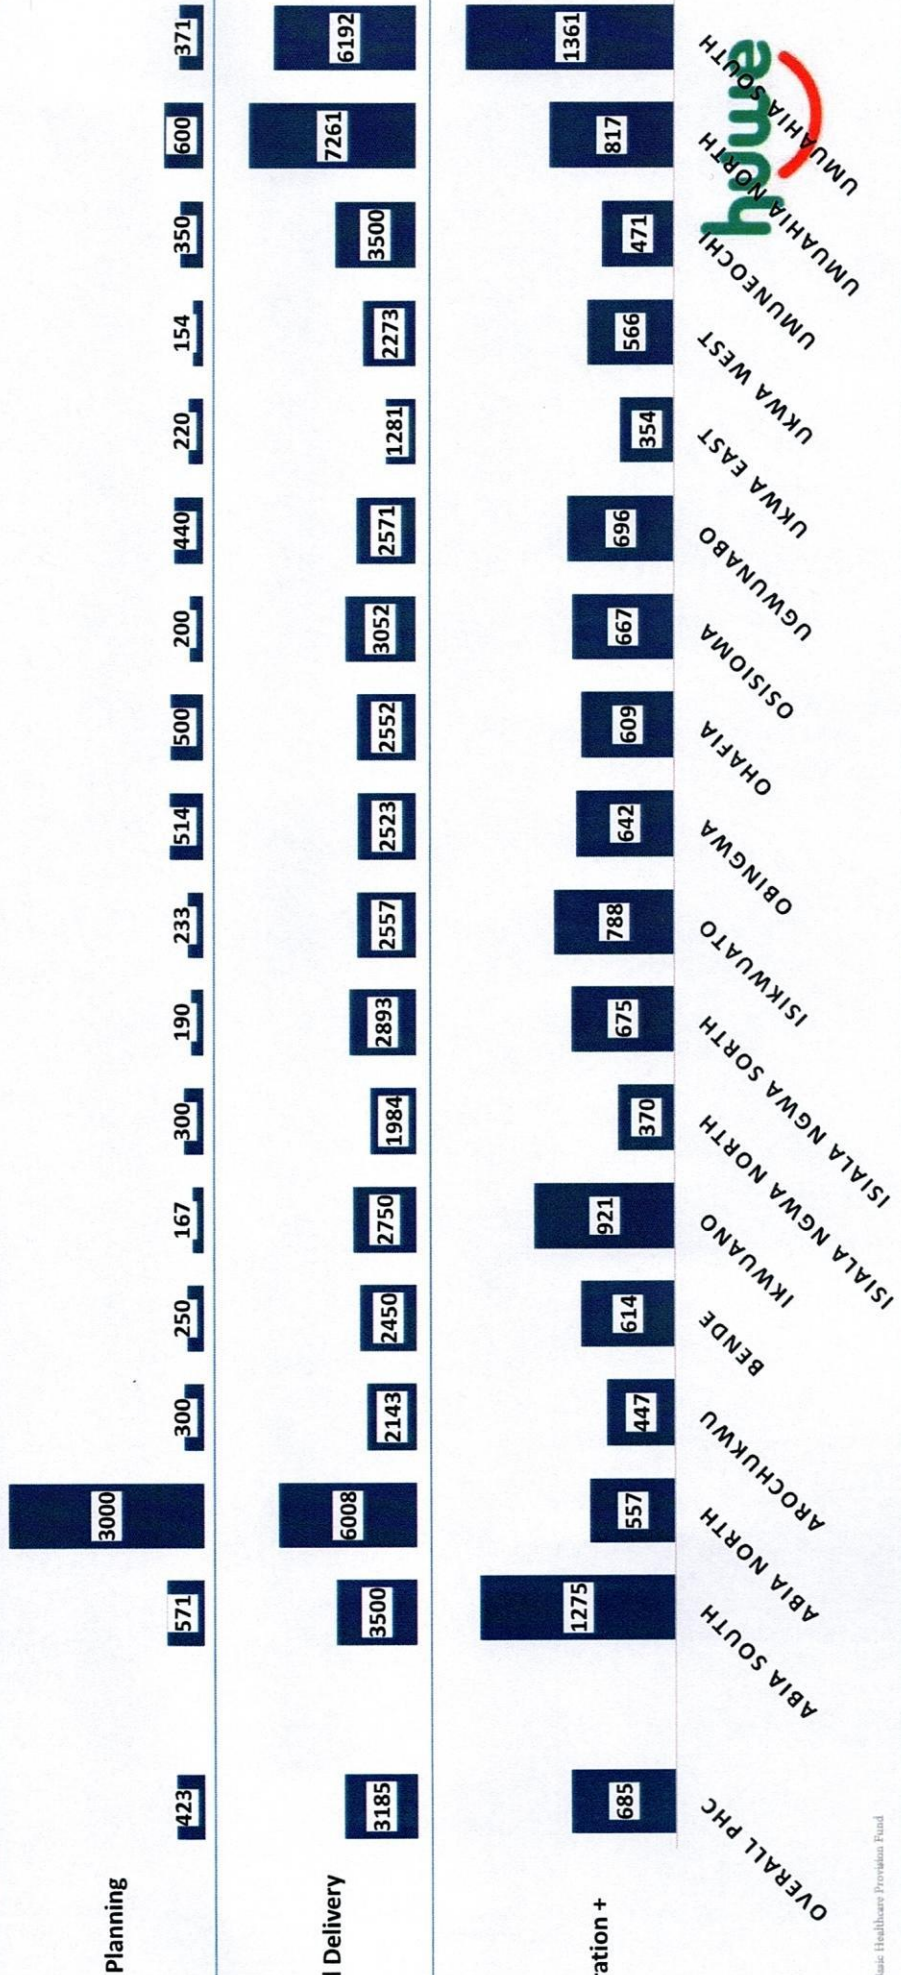 Planning
423
571
3000
300
250
167
300
190
233
514
500
200
440
220
154
350
600
371
l Delivery
3185
3500
6008
2143
2450
2750
1984
2893
2557
2523
2552
3052
2571
1281
2273
3500
7261
6192
ration +
685
1275
557
447
614
921
370
675
788
642
609
667
696
354
566
471
817
1361
OVERALL PHC
ABIA SOUTH
ABIA NORTH
AROCHUKWU
BENDE
IKWUANO
ISIALA NGWA NORTH
ISIALA NGWA SORTH
ISIKWUATO
OBINGWA
OHAFIA
OSISIOMA
UGWUNABO
UKWA EAST
UKWA WEST
UMUNEOCHI
UMUAHIA NORTH
UMUAHIA SOUTH
asic Healthcare Provision Fund